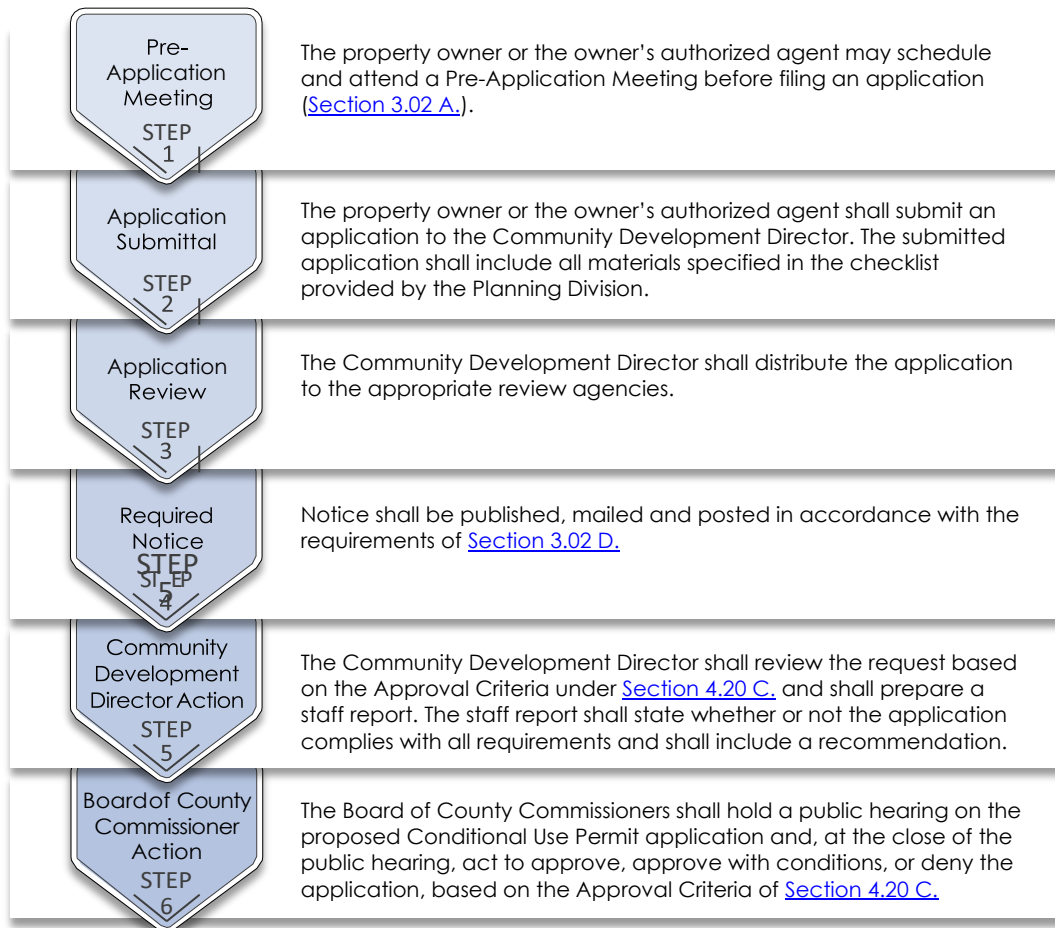 Pre-
Application
Meeting
STEP
1
The property owner or the owner’s authorized agent may schedule
and attend a Pre-Application Meeting before filing an application
(Section 3.02 A.).
Application
Submittal
STEP
2
The property owner or the owner’s authorized agent shall submit an
application to the Community Development Director. The submitted
application shall include all materials specified in the checklist
provided by the Planning Division.
Application
Review
STEP
3
The Community Development Director shall distribute the application
to the appropriate review agencies.
Required
Notice
STEP
STEP
5
4
Notice shall be published, mailed and posted in accordance with the
requirements of Section 3.02 D.
Community
Development
Director Action
STEP
5
The Community Development Director shall review the request based
on the Approval Criteria under Section 4.20 C. and shall prepare a
staff report. The staff report shall state whether or not the application
complies with all requirements and shall include a recommendation.
Board of County
Commissioner
Action
STEP
6
The Board of County Commissioners shall hold a public hearing on the
proposed Conditional Use Permit application and, at the close of the
public hearing, act to approve, approve with conditions, or deny the
application, based on the Approval Criteria of Section 4.20 C.